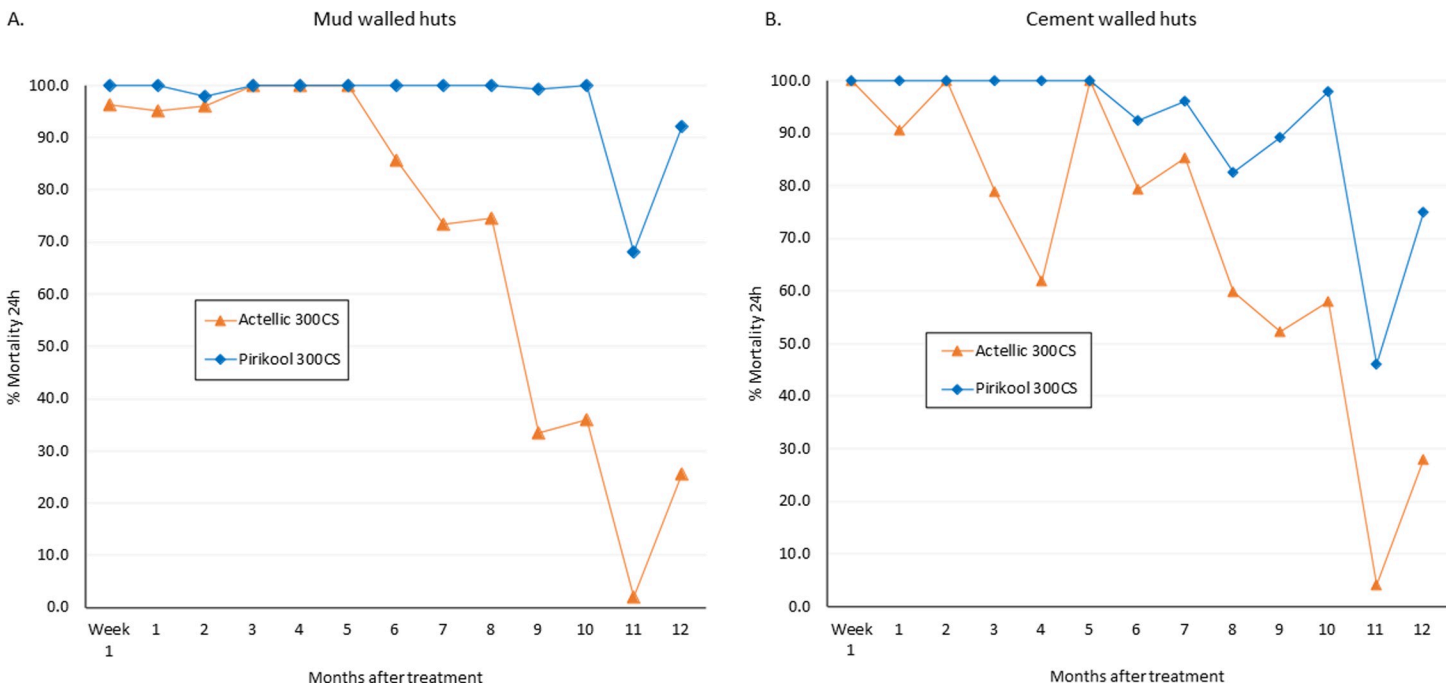 A.
Mud walled huts
100.0
90.0
80.0
70.0
60.0
50.0
40.0
30.0
20.0
10.0
0.0
% Mortality 24h
Actellic 300CS
Pirikool 300CS
Week 1 2 3 4 5 6 7 8 9 10 11 12
1
Months after treatment
B.
Cement walled huts
100.0
90.0
80.0
70.0
60.0
50.0
40.0
30.0
20.0
10.0
0.0
% Mortality 24h
Actellic 300CS
Pirikool 300CS
Week 1 2 3 4 5 6 7 8 9 10 11 12
1
Months after treatment